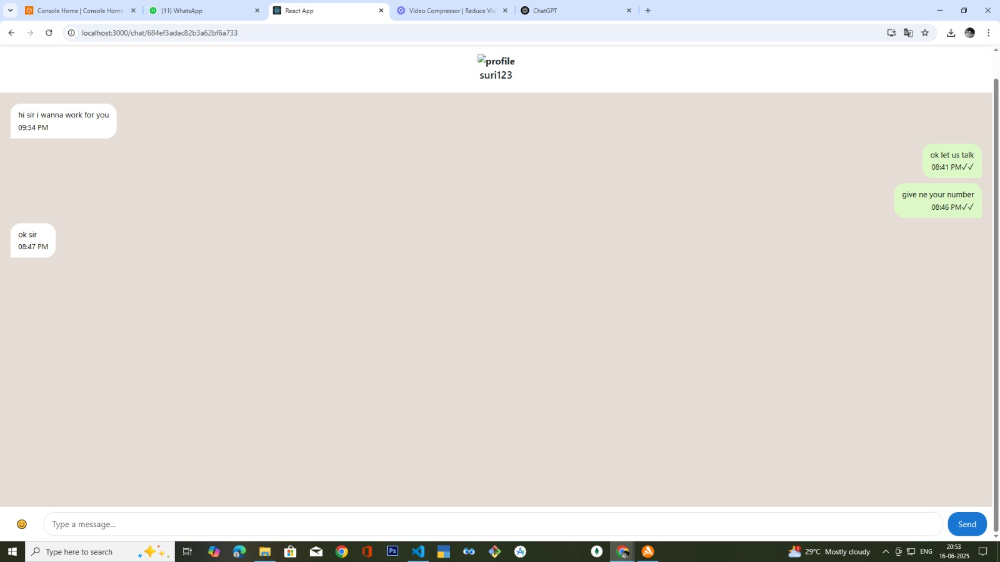 Console Home | Console Home
(11) WhatsApp
React App
Video Compressor | Reduce Vid
ChatGPT
localhost:3000/chat/684ef3adac82b3a62bf6a733
profile
suri123
hi sir i wanna work for you
09:54 PM
ok let us talk
08:41 PM✓✓
give ne your number
08:46 PM✓✓
ok sir
08:47 PM
Type a message...
Send
Type here to search
29°C Mostly cloudy
ENG
20:53
16-06-2025